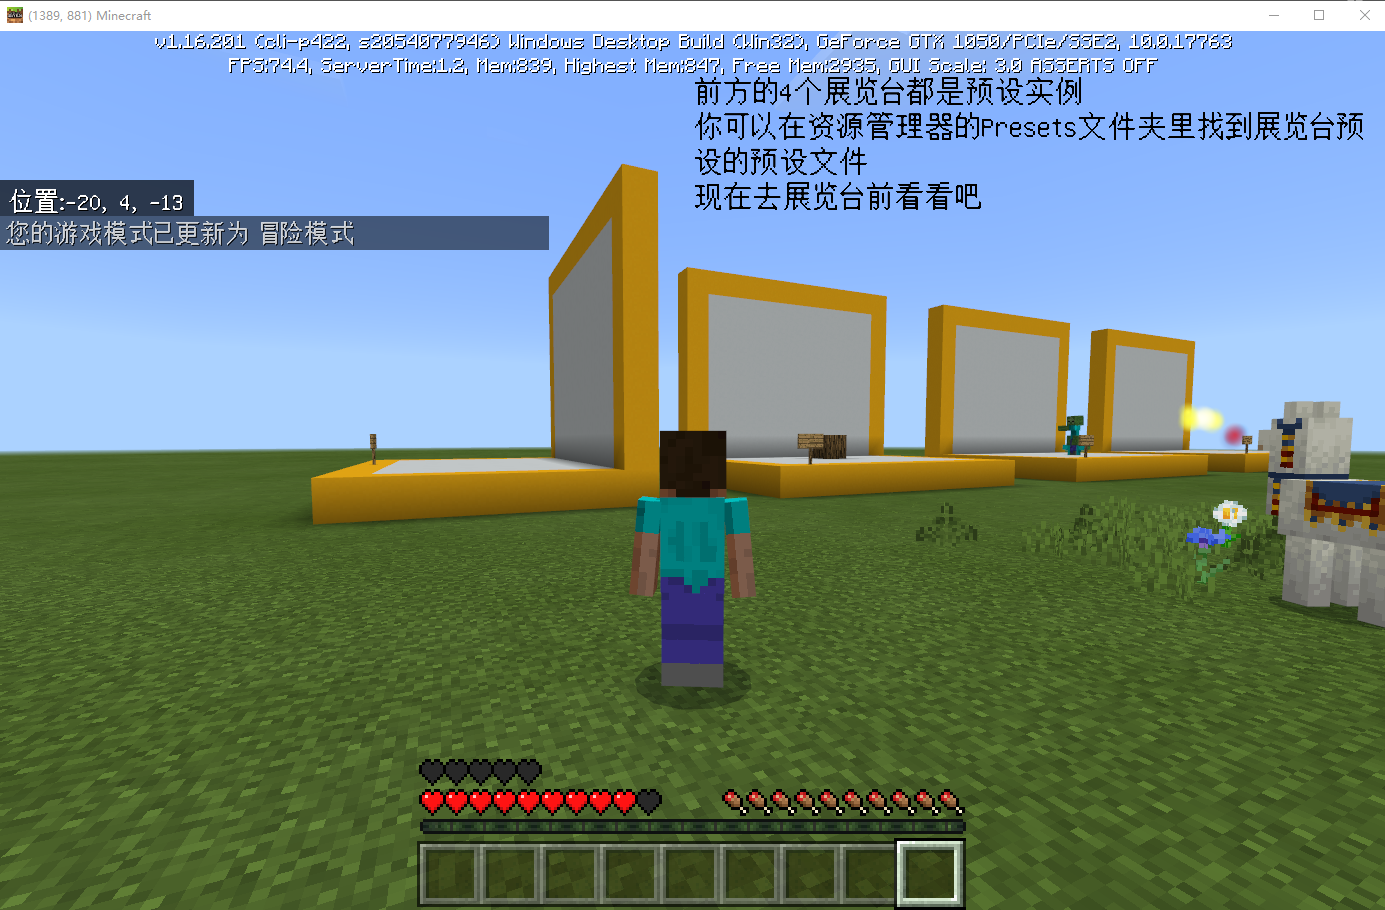 (1389, 881) Minecraft
v1.16.201 (cli-p422, s2054077946) Windows Desktop Build (Win32), GeForce GTX 1050/PCIe/SSE2, 10.0.17763
FPS:74.4, ServerTime:1.2, Mem:839, Highest Mem:847, Free Mem:2935, GUI Scale: 3.0 ASSERTS OFF
前方的4个展览台都是预设实例
你可以在资源管理器的Presets文件夹里找到展览台预
设的预设文件
现在去展览台前看看吧
位置:-20, 4, -13
您的游戏模式已更新为 冒险模式